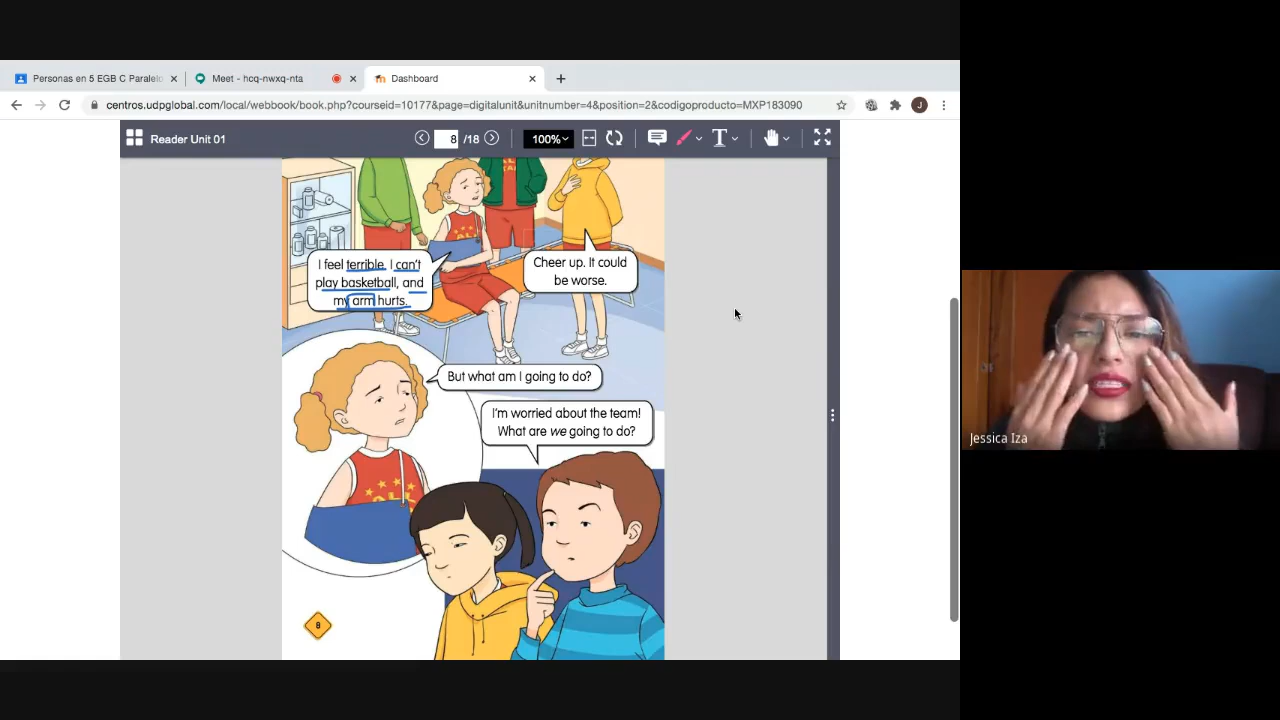 Personas en 5 EGB C Paralelo
Meet - hcq-nwxq-nta
Dashboard
centros.udpglobal.com/local/webbook/book.php?courseid=10177&page=digitalunit&unitnumber=4&position=2&codigoproducto=MXP183090
J
Reader Unit 01
8 /18
100%
T
I feel terrible. I can't
play basketball, and
my arm hurts.
Cheer up. It could
be worse.
But what am I going to do?
I'm worried about the team!
What are we going to do?
8
Jessica Iza